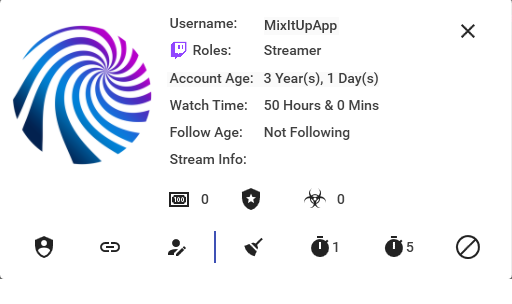 Username: MixItUpApp
Roles: Streamer
Account Age: 3 Year(s), 1 Day(s)
Watch Time: 50 Hours & 0 Mins
Follow Age: Not Following
Stream Info:
100 0 0
1 5